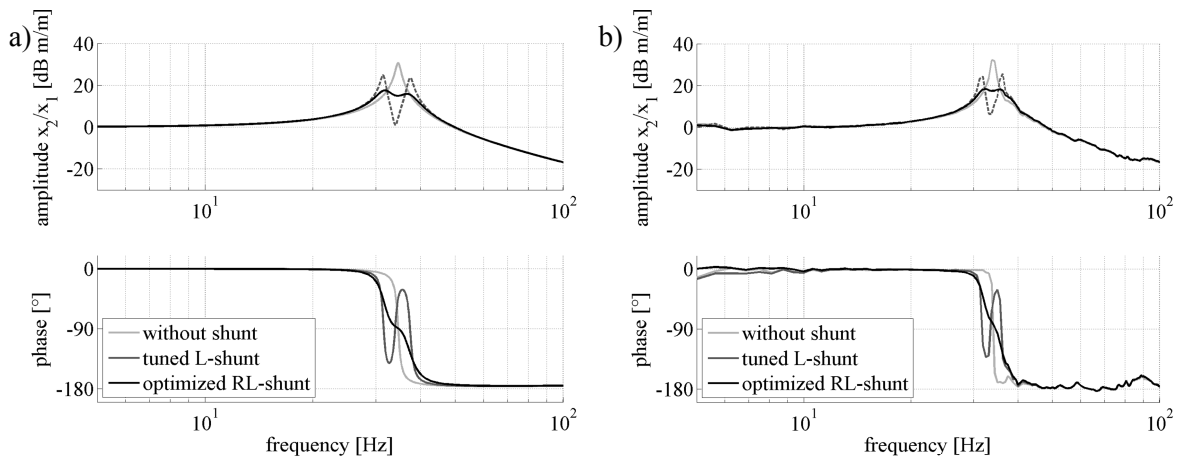 a)
amplitude x2/x1 [dB m/m]
40
20
0
-20
10^1
10^2
phase [°]
0
-90
-180
without shunt
tuned L-shunt
optimized RL-shunt
10^1
10^2
frequency [Hz]
b)
amplitude x2/x1 [dB m/m]
40
20
0
-20
10^1
10^2
phase [°]
0
-90
-180
without shunt
tuned L-shunt
optimized RL-shunt
10^1
10^2
frequency [Hz]